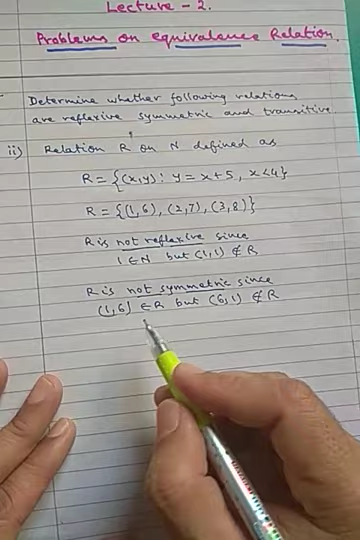 Lecture - 2.
Problems on equivalence Relation.
Determine whether following relations
are reflexive symmetric and transitive.
ii) Relation R on N defined as
R = {(x,y) : y = x+5, x<4}
R = {(1,6), (2,7), (3,8)}
R is not reflexive since
1 ∈ N but (1,1) ∉ R
R is not symmetric since
(1,6) ∈ R but (6,1) ∉ R